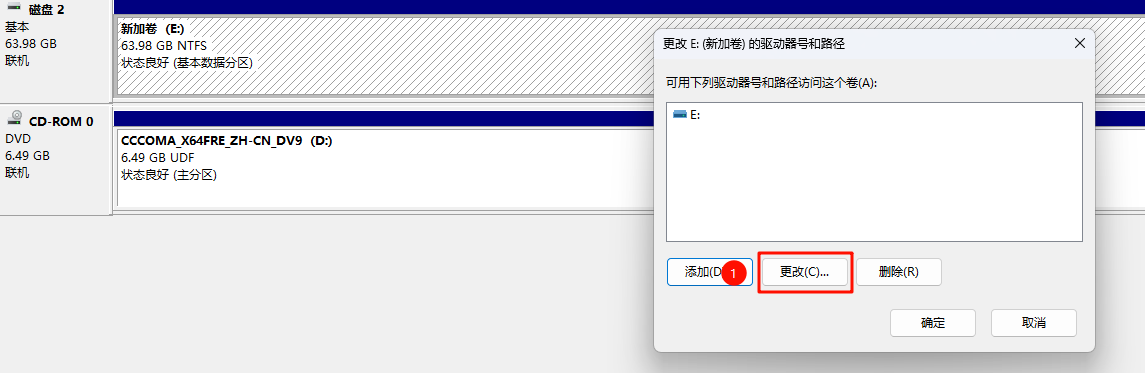 磁盘 2
基本
63.98 GB
联机
新加卷 (E:)
63.98 GB NTFS
状态良好 (基本数据分区)
CD-ROM 0
DVD
6.49 GB
联机
CCCOMA_X64FRE_ZH-CN_DV9 (D:)
6.49 GB UDF
状态良好 (主分区)
更改 E: (新加卷) 的驱动器号和路径
可用下列驱动器号和路径访问这个卷(A):
E:
添加(D 1 更改(C)... 删除(R)
确定 取消